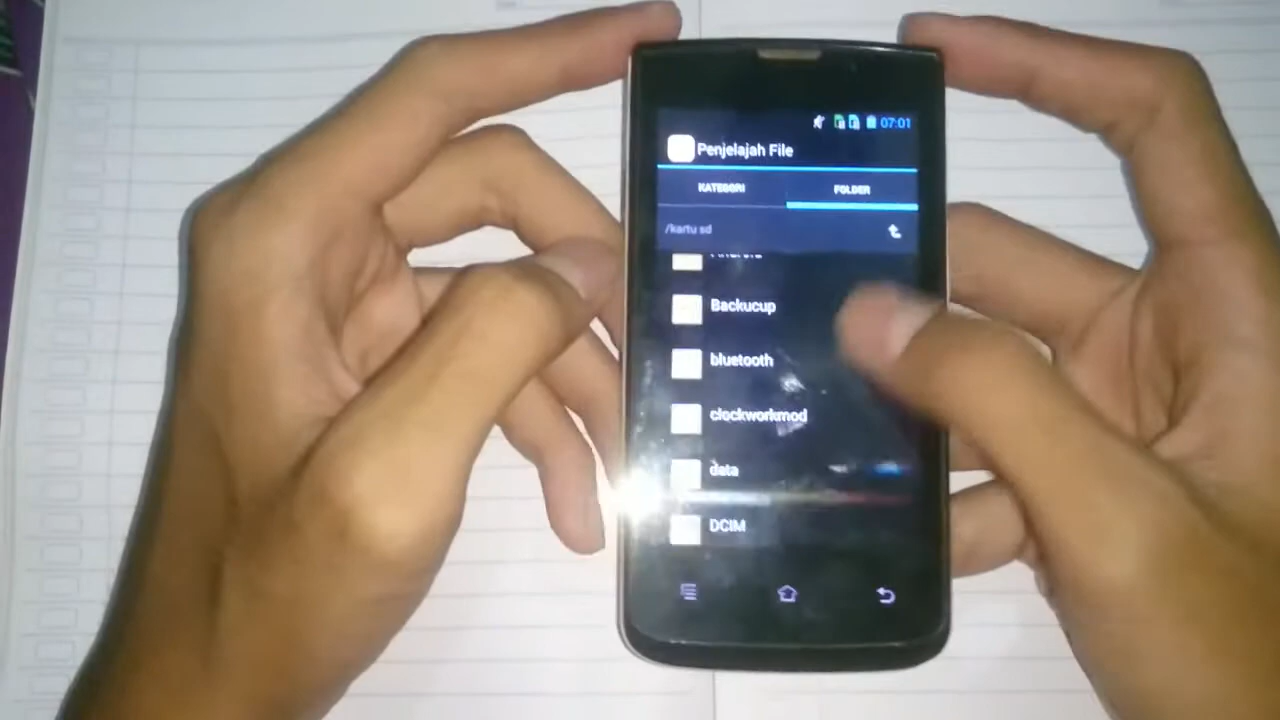 07:01
Penjelajah File
KATEGORI FOLDER
/kartu sd
Backucup
bluetooth
clockworkmod
data
DCIM